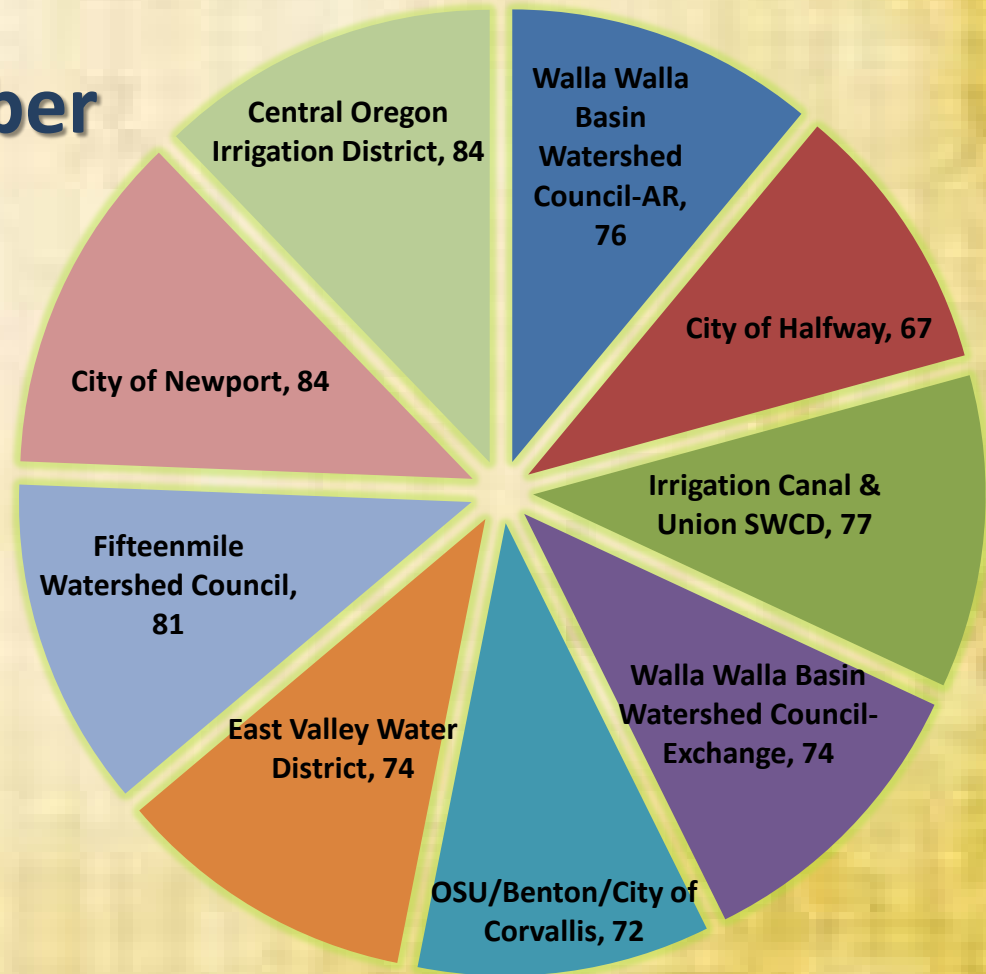 Central Oregon
Irrigation District, 84
Walla Walla
Basin
Watershed
Council-AR,
76
City of Halfway, 67
Irrigation Canal &
Union SWCD, 77
Walla Walla Basin
Watershed Council-
Exchange, 74
OSU/Benton/City of
Corvallis, 72
East Valley Water
District, 74
Fifteenmile
Watershed Council,
81
City of Newport, 84